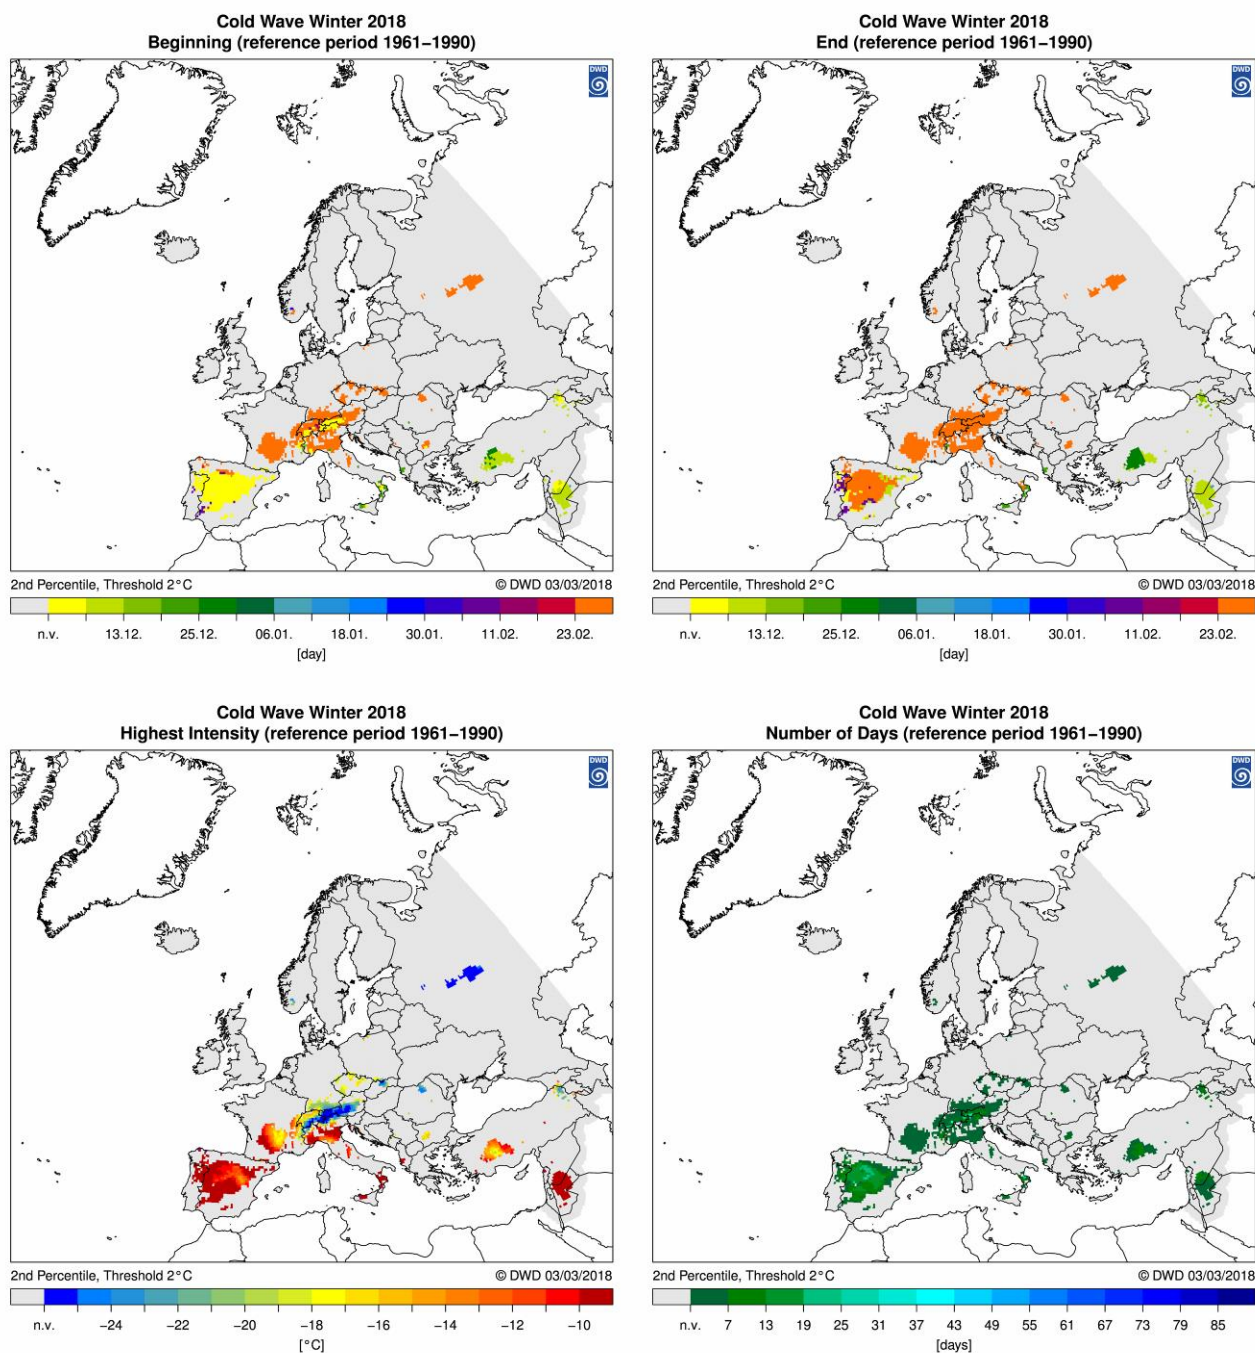 Cold Wave Winter 2018
Beginning (reference period 1961−1990)
DWD
2nd Percentile, Threshold 2°C
© DWD 03/03/2018
n.v. 13.12. 25.12. 06.01. 18.01. 30.01. 11.02. 23.02.
[day]
Cold Wave Winter 2018
End (reference period 1961−1990)
DWD
2nd Percentile, Threshold 2°C
© DWD 03/03/2018
n.v. 13.12. 25.12. 06.01. 18.01. 30.01. 11.02. 23.02.
[day]
Cold Wave Winter 2018
Highest Intensity (reference period 1961−1990)
DWD
2nd Percentile, Threshold 2°C
© DWD 03/03/2018
n.v. −24 −22 −20 −18 −16 −14 −12 −10
[°C]
Cold Wave Winter 2018
Number of Days (reference period 1961−1990)
DWD
2nd Percentile, Threshold 2°C
© DWD 03/03/2018
n.v. 7 13 19 25 31 37 43 49 55 61 67 73 79 85
[days]